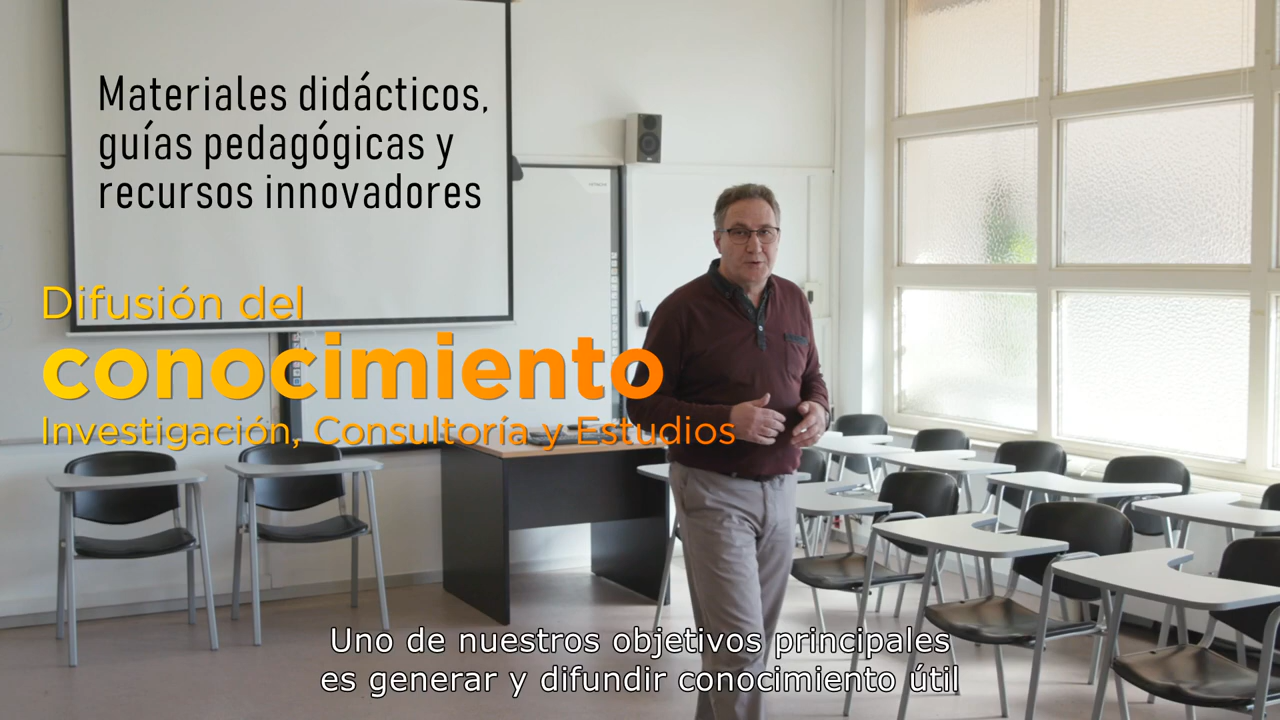 Materiales didácticos,
guías pedagógicas y
recursos innovadores
Difusión del
conocimiento
Investigación, Consultoría y Estudios
Uno de nuestros objetivos principales
es generar y difundir conocimiento útil